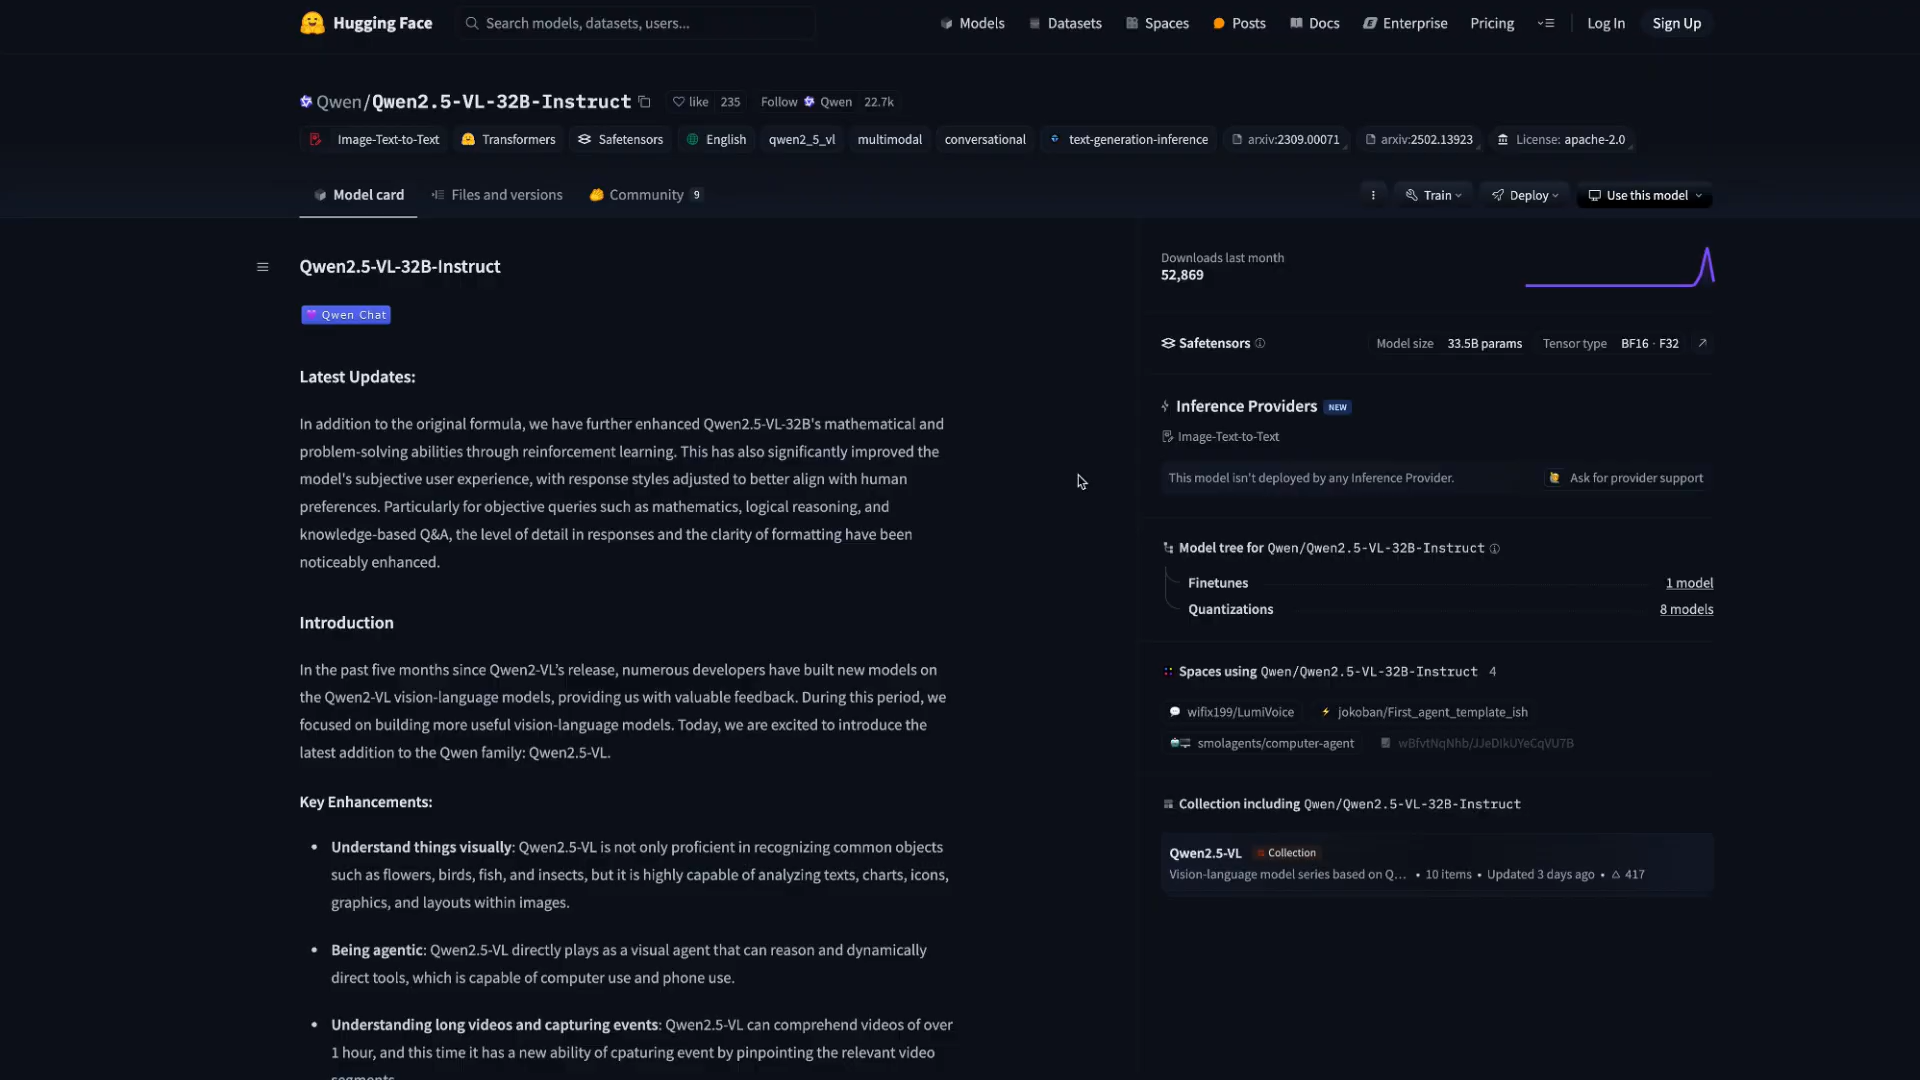 Hugging Face
Search models, datasets, users...
Models
Datasets
Spaces
Posts
Docs
Enterprise
Pricing
Log In
Sign Up
Qwen/Qwen2.5-VL-32B-Instruct
like 235
Follow Qwen 22.7k
Image-Text-to-Text
Transformers
Safetensors
English
qwen2_5_vl
multimodal
conversational
text-generation-inference
arxiv:2309.00071
arxiv:2502.13923
License: apache-2.0
Model card
Files and versions
Community 9
Train
Deploy
Use this model
Qwen2.5-VL-32B-Instruct
Qwen Chat
Latest Updates:
In addition to the original formula, we have further enhanced Qwen2.5-VL-32B's mathematical and
problem-solving abilities through reinforcement learning. This has also significantly improved the
model's subjective user experience, with response styles adjusted to better align with human
preferences. Particularly for objective queries such as mathematics, logical reasoning, and
knowledge-based Q&A, the level of detail in responses and the clarity of formatting have been
noticeably enhanced.
Introduction
In the past five months since Qwen2-VL’s release, numerous developers have built new models on
the Qwen2-VL vision-language models, providing us with valuable feedback. During this period, we
focused on building more useful vision-language models. Today, we are excited to introduce the
latest addition to the Qwen family: Qwen2.5-VL.
Key Enhancements:
• Understand things visually: Qwen2.5-VL is not only proficient in recognizing common objects
such as flowers, birds, fish, and insects, but it is highly capable of analyzing texts, charts, icons,
graphics, and layouts within images.
• Being agentic: Qwen2.5-VL directly plays as a visual agent that can reason and dynamically
direct tools, which is capable of computer use and phone use.
• Understanding long videos and capturing events: Qwen2.5-VL can comprehend videos of over
1 hour, and this time it has a new ability of cpaturing event by pinpointing the relevant video
segments.
Downloads last month
52,869
Safetensors
Model size 33.5B params
Tensor type BF16 · F32
Inference Providers NEW
Image-Text-to-Text
This model isn't deployed by any Inference Provider.
Ask for provider support
Model tree for Qwen/Qwen2.5-VL-32B-Instruct
Finetunes 1 model
Quantizations 8 models
Spaces using Qwen/Qwen2.5-VL-32B-Instruct 4
wifix199/LumiVoice
jokoban/First_agent_template_ish
smolagents/computer-agent
Collection including Qwen/Qwen2.5-VL-32B-Instruct
Qwen2.5-VL Collection
Vision-language model series based on Q... • 10 items • Updated 3 days ago • 417